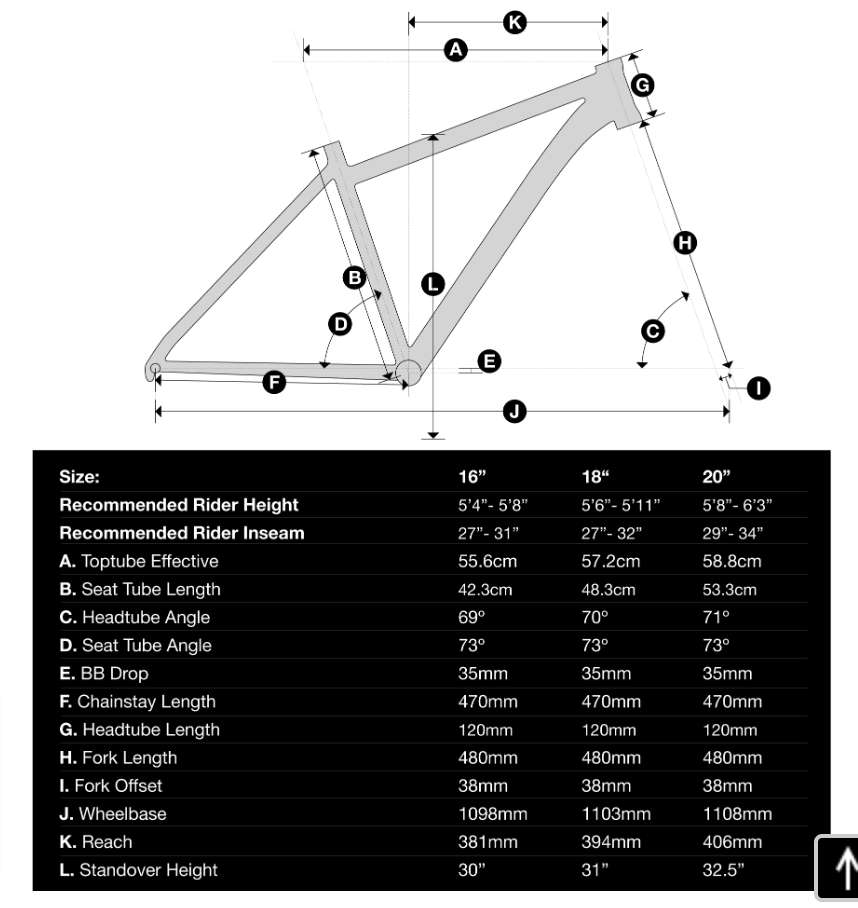 K
A
G
H
B
L
D
C
E
F
I
J
Size: 16” 18“ 20”
Recommended Rider Height 5’4”- 5’8” 5’6”- 5’11” 5’8”- 6’3”
Recommended Rider Inseam 27”- 31” 27”- 32” 29”- 34”
A. Toptube Effective 55.6cm 57.2cm 58.8cm
B. Seat Tube Length 42.3cm 48.3cm 53.3cm
C. Headtube Angle 69º 70º 71º
D. Seat Tube Angle 73º 73º 73º
E. BB Drop 35mm 35mm 35mm
F. Chainstay Length 470mm 470mm 470mm
G. Headtube Length 120mm 120mm 120mm
H. Fork Length 480mm 480mm 480mm
I. Fork Offset 38mm 38mm 38mm
J. Wheelbase 1098mm 1103mm 1108mm
K. Reach 381mm 394mm 406mm
L. Standover Height 30” 31” 32.5”